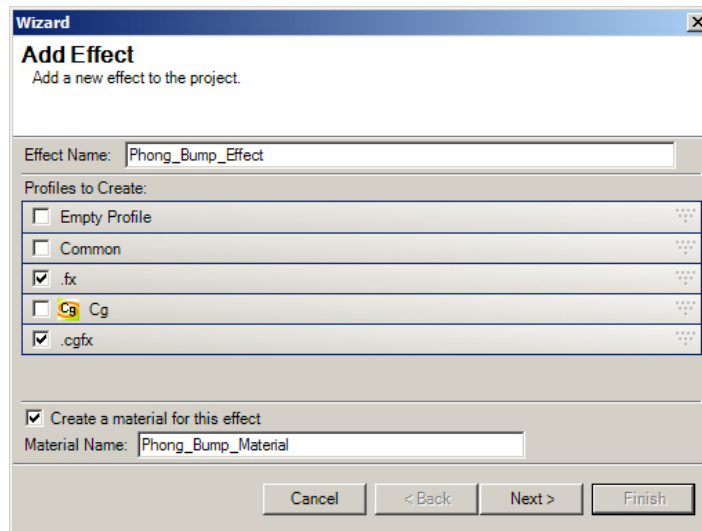 Wizard
Add Effect
Add a new effect to the project.
Effect Name: Phong_Bump_Effect
Profiles to Create:
Empty Profile
Common
.fx
Cg Cg
.cgfx
Create a material for this effect
Material Name: Phong_Bump_Material
Cancel < Back Next > Finish